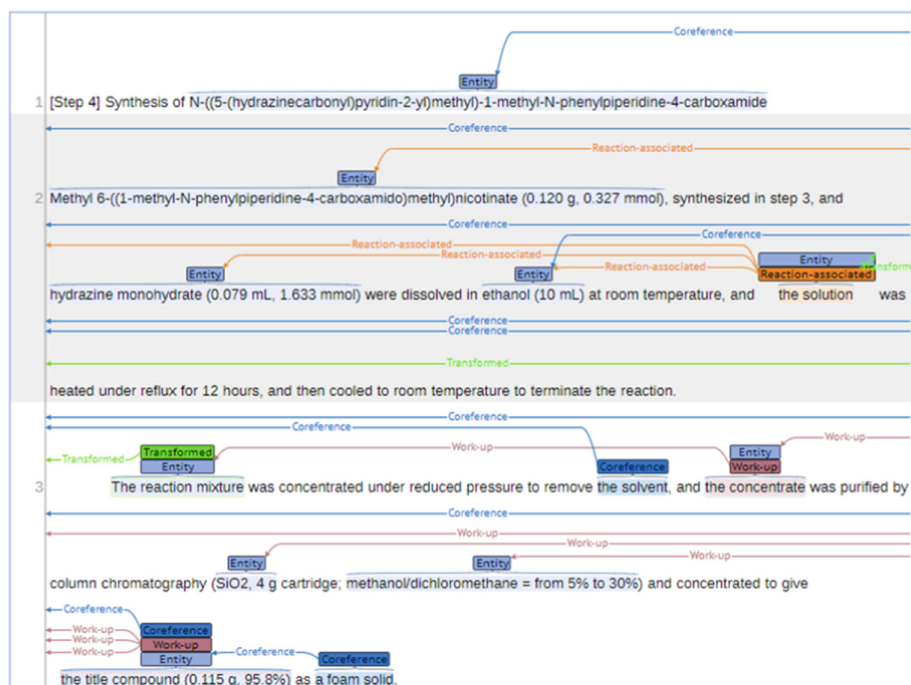 Coreference
Entity
1 [Step 4] Synthesis of N-((5-(hydrazinecarbonyl)pyridin-2-yl)methyl)-1-methyl-N-phenylpiperidine-4-carboxamide
Coreference
Reaction-associated
Entity
2 Methyl 6-((1-methyl-N-phenylpiperidine-4-carboxamido)methyl)nicotinate (0.120 g, 0.327 mmol), synthesized in step 3, and
Coreference
Coreference
Reaction-associated
Reaction-associated
Entity
Entity Entity Reaction-associated Reaction-associated
hydrazine monohydrate (0.079 mL, 1.633 mmol) were dissolved in ethanol (10 mL) at room temperature, and the solution was
Coreference
Coreference
Transformed
heated under reflux for 12 hours, and then cooled to room temperature to terminate the reaction.
Coreference
Coreference
Work-up
Work-up
Transformed Entity
Transformed Entity Coreference Work-up
3 The reaction mixture was concentrated under reduced pressure to remove the solvent, and the concentrate was purified by
Coreference
Work-up
Work-up
Work-up
Entity Entity
column chromatography (SiO2, 4 g cartridge; methanol/dichloromethane = from 5% to 30%) and concentrated to give
Coreference
Work-up Coreference
Work-up Work-up
Work-up Entity Coreference Coreference
the title compound (0.115 g, 95.8%) as a foam solid.